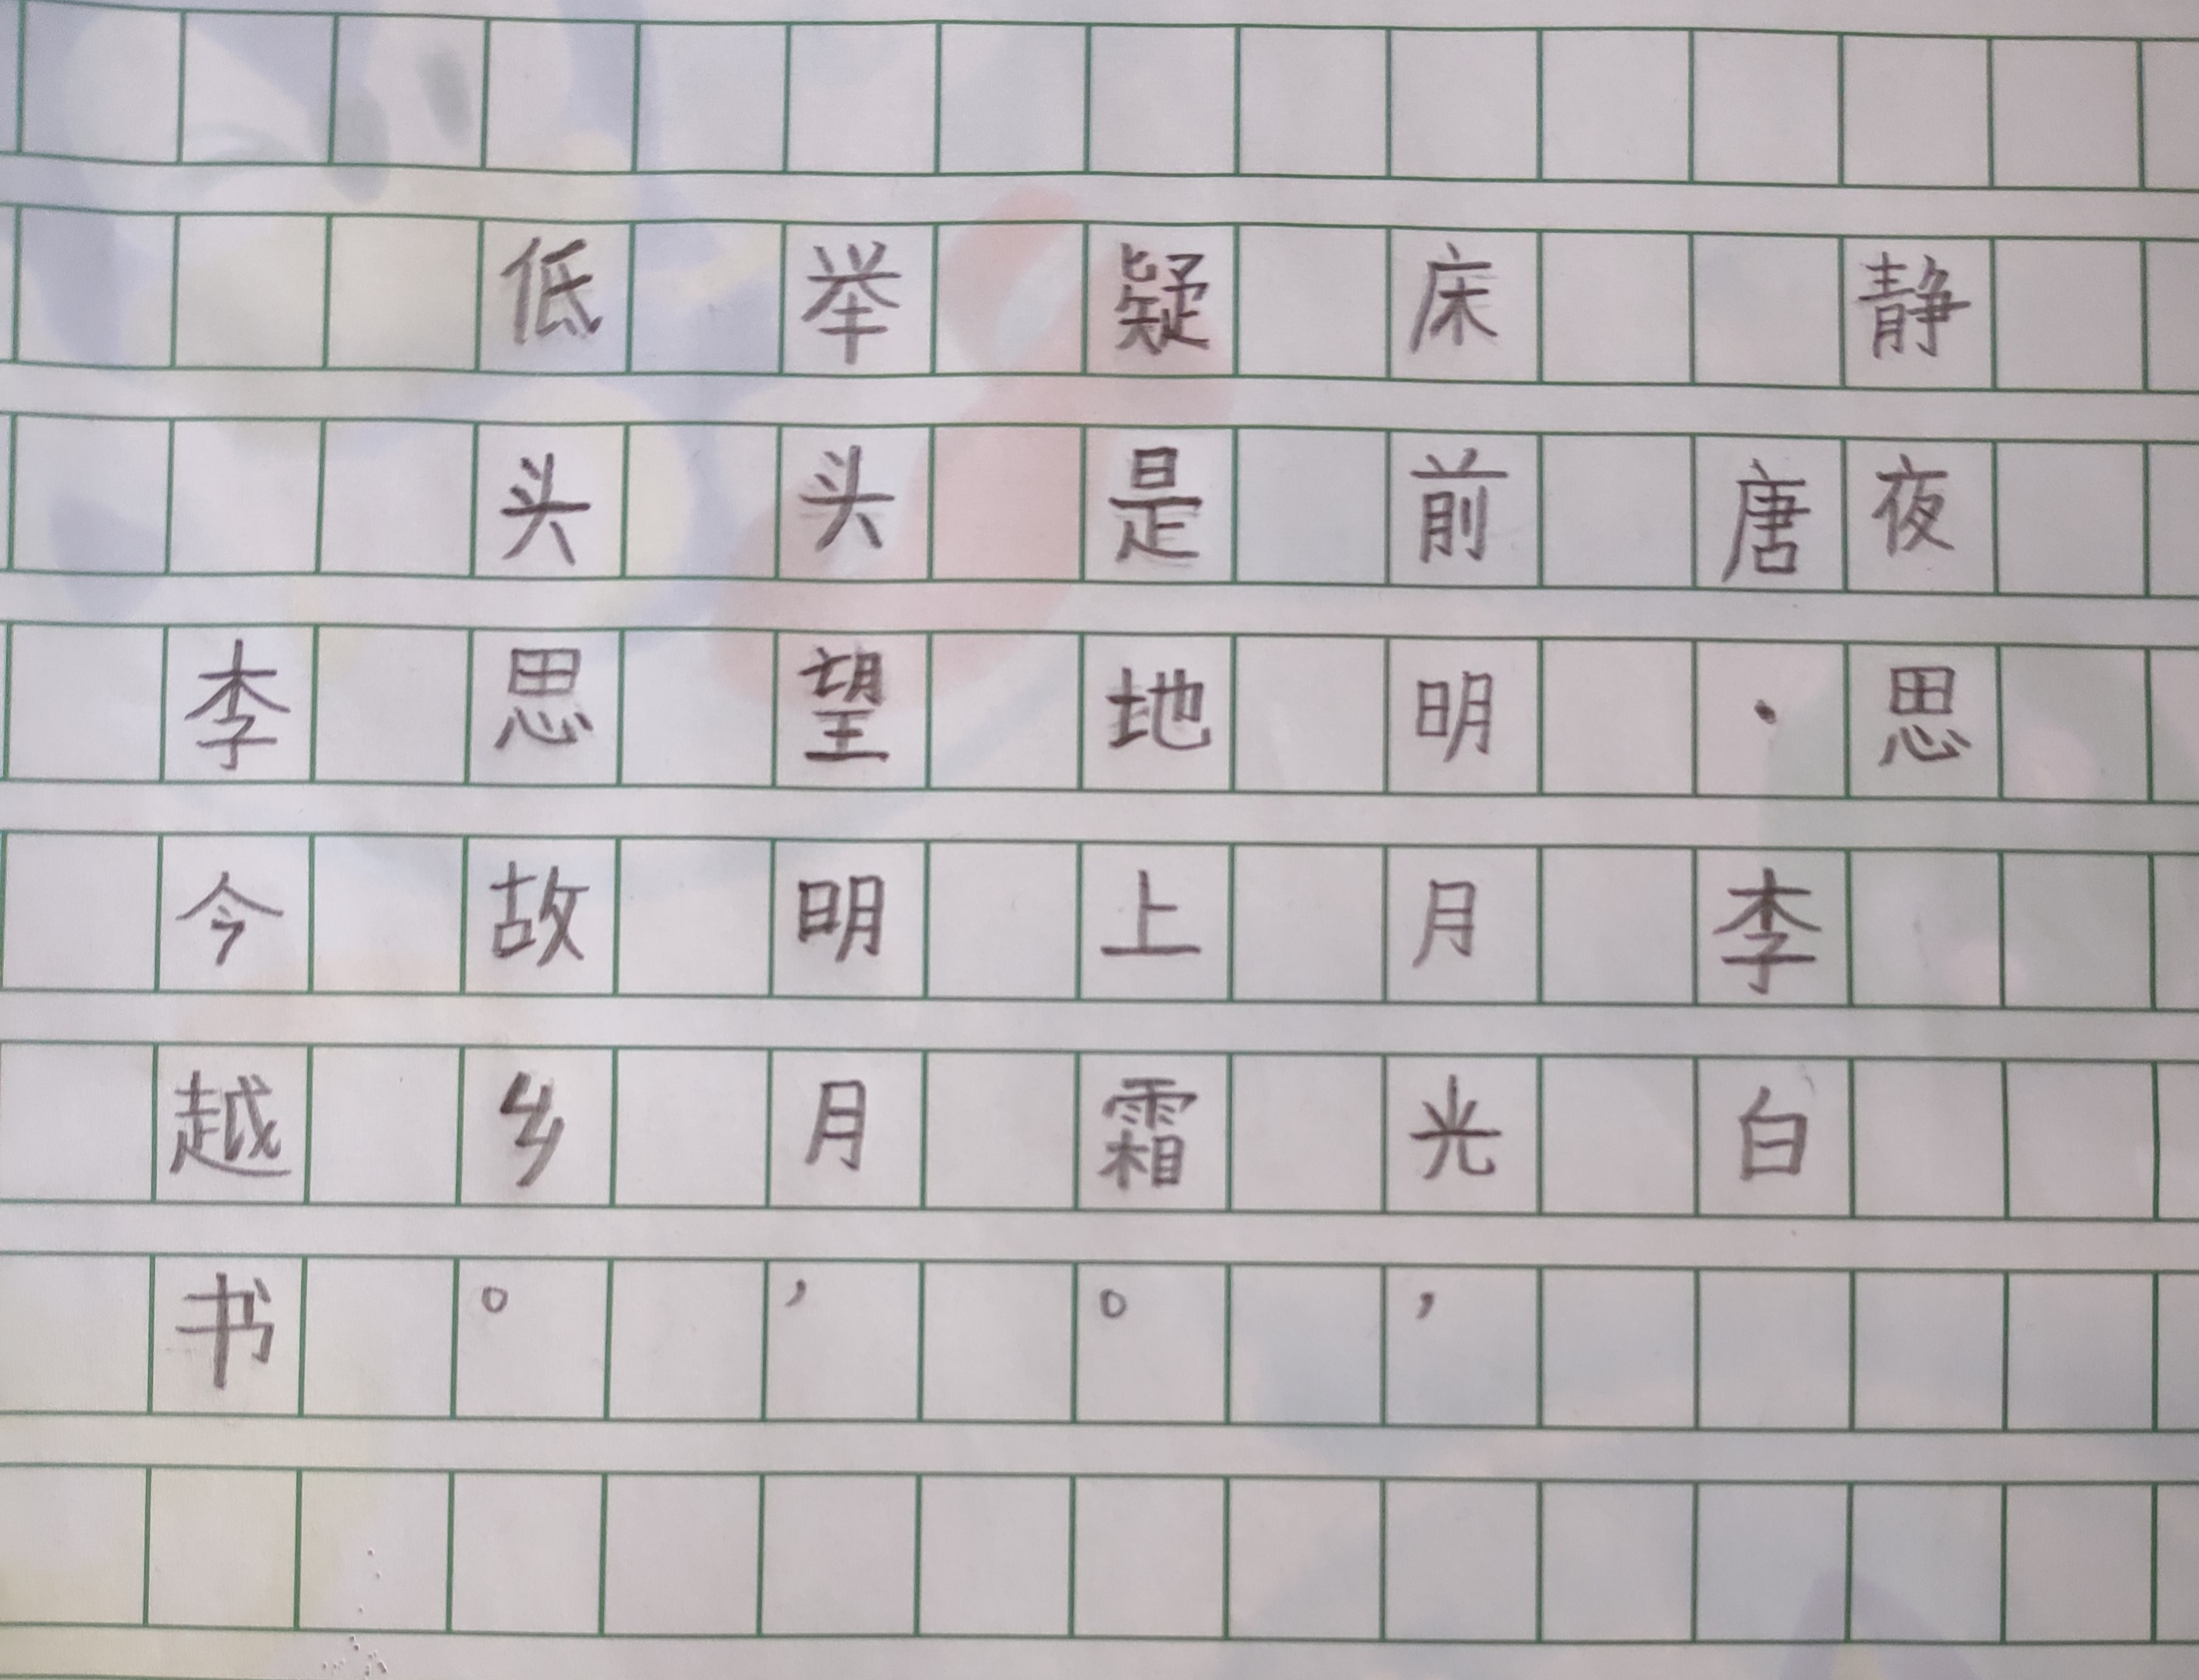 静夜思
唐·李白
床前明月光，
疑是地上霜。
举头望明月，
低头思故乡。
李今越书